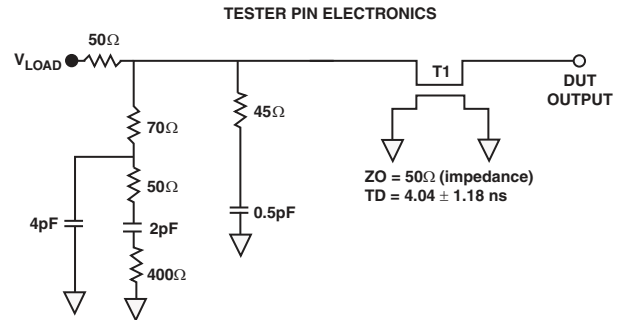 TESTER PIN ELECTRONICS
50Ω
VLOAD
T1
DUT
OUTPUT
70Ω
45Ω
50Ω
ZO = 50Ω (impedance)
TD = 4.04 ± 1.18 ns
4pF
2pF
0.5pF
400Ω